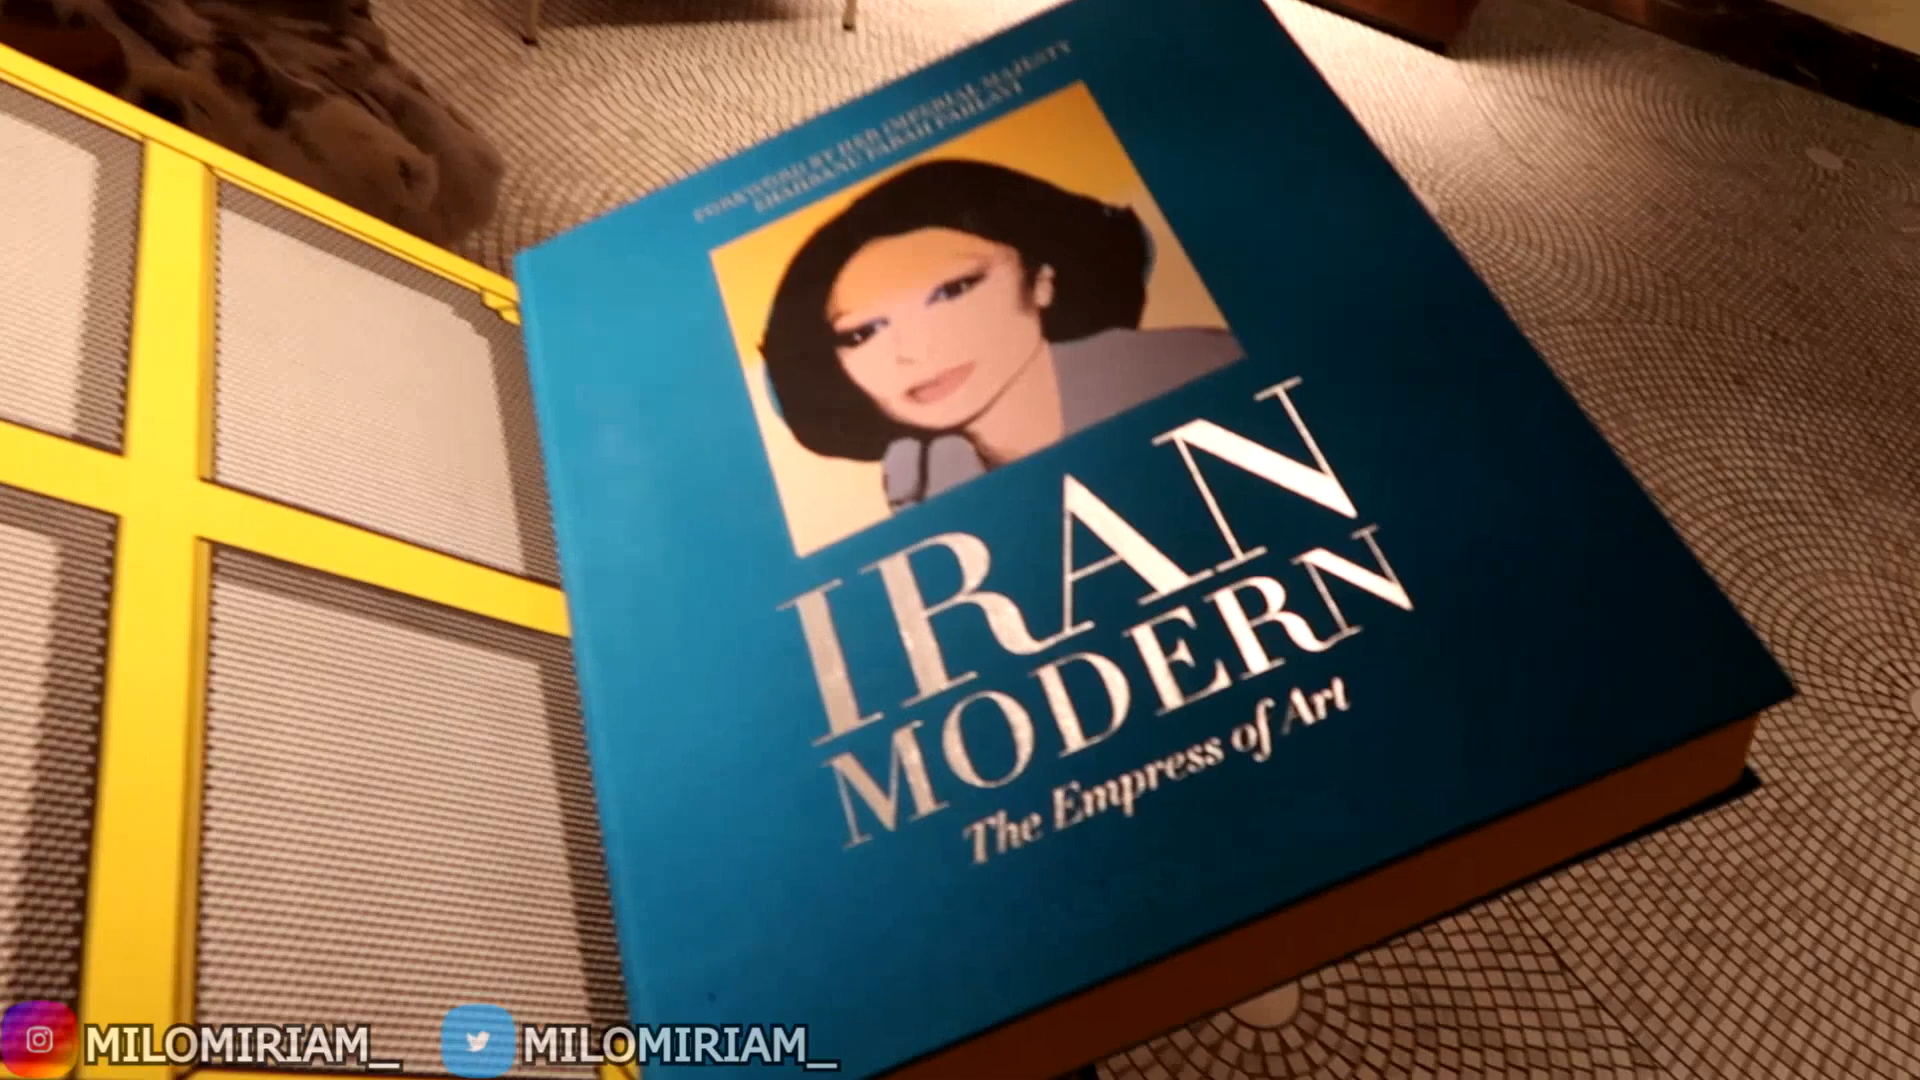 FOREWORD BY HER IMPERIAL MAJESTY
SHAHBANU FARAH PAHLAVI
IRAN
MODERN
The Empress of Art
MILOMIRIAM_
MILOMIRIAM_